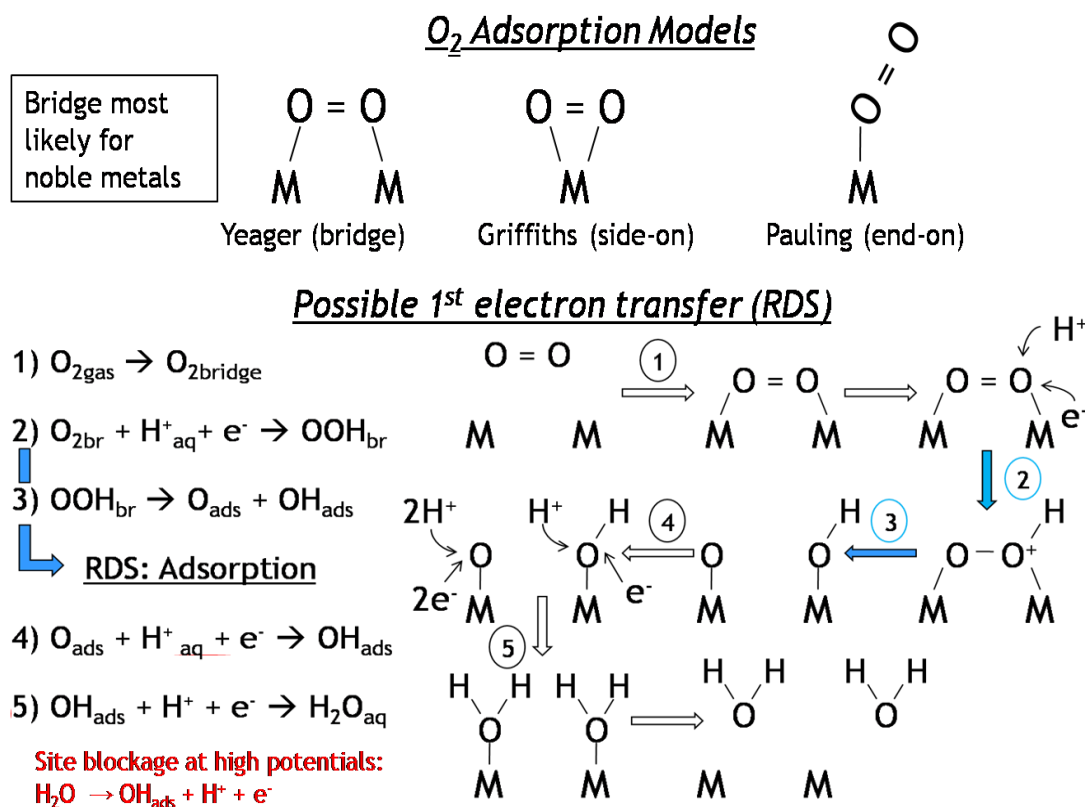 O₂ Adsorption Models
Bridge most
likely for
noble metals
O = O
M M
Yeager (bridge)
O = O
M
Griffiths (side-on)
O = O
M
Pauling (end-on)
Possible 1st electron transfer (RDS)
1) O2gas → O2bridge
2) O2br + H⁺aq + e⁻ → OOHbr
3) OOHbr → Oads + OHads
RDS: Adsorption
4) Oads + H⁺aq + e⁻ → OHads
5) OHads + H⁺ + e⁻ → H₂Oaq
Site blockage at high potentials:
H₂O → OHads + H⁺ + e⁻
O = O
M M
1
O = O
M M
H⁺
O = O
e⁻
M M
2
H
O – O⁺
M M
3
H
O
M
O
M
4
H⁺ H
O
e⁻
M
2H⁺
O
2e⁻
M
5
H H
O
M
H H
O
M
H H
O
H H
O
M M